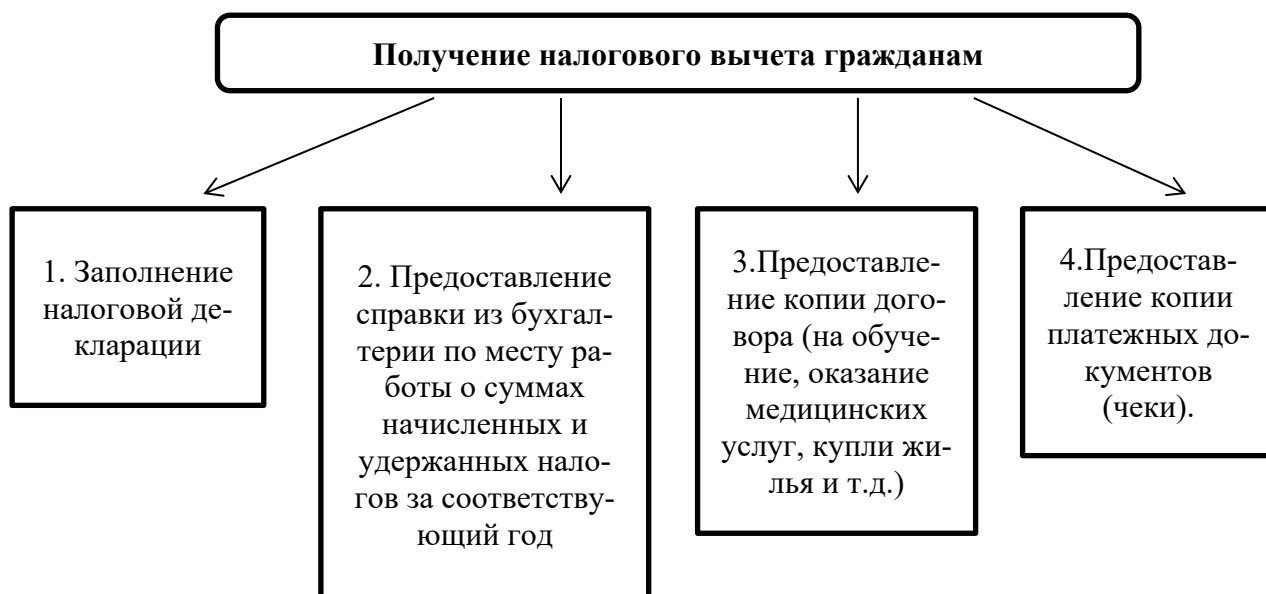 Получение налогового вычета гражданам
1. Заполнение
налоговой де-
кларации
2. Предоставление
справки из бухгал-
терии по месту ра-
боты о суммах
начисленных и
удержанных нало-
гов за соответству-
ющий год
3.Предоставле-
ние копии дого-
вора (на обуче-
ние, оказание
медицинских
услуг, купли жи-
лья и т.д.)
4.Предостав-
ление копии
платежных до-
кументов
(чеки).